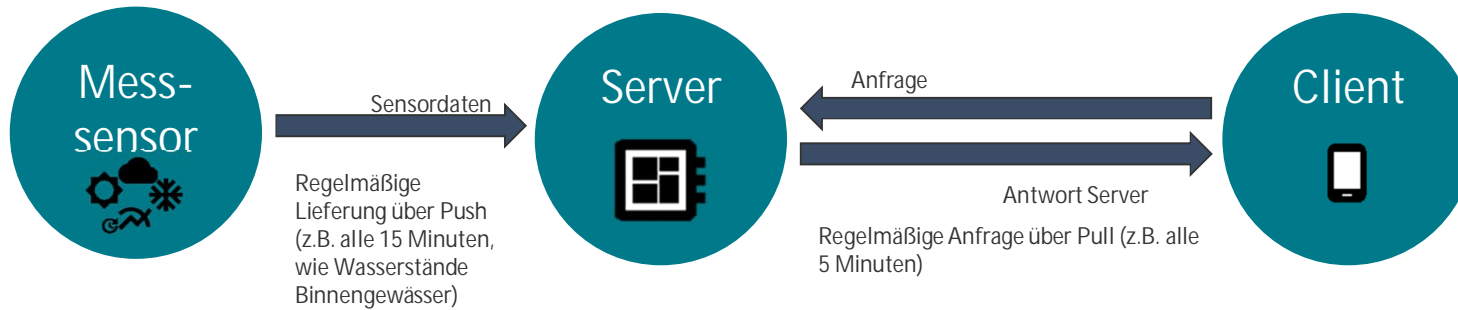 Mess-
sensor
Sensordaten
Regelmäßige
Lieferung über Push
(z.B. alle 15 Minuten,
wie Wasserstände
Binnengewässer)
Server
Anfrage
Antwort Server
Regelmäßige Anfrage über Pull (z.B. alle
5 Minuten)
Client